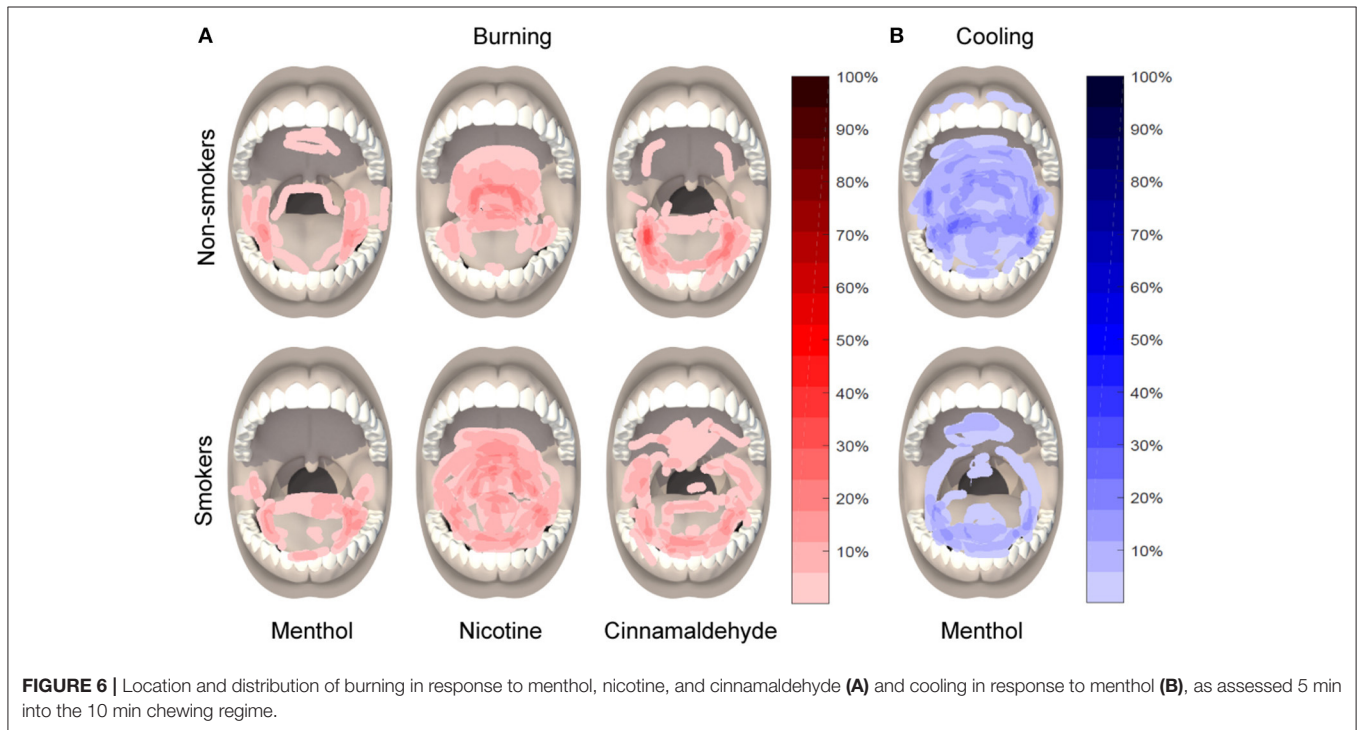 A
Burning
B
Cooling
Non-smokers
100%
90%
80%
70%
60%
50%
40%
30%
20%
10%
100%
90%
80%
70%
60%
50%
40%
30%
20%
10%
Smokers
Menthol
Nicotine
Cinnamaldehyde
Menthol
FIGURE 6 | Location and distribution of burning in response to menthol, nicotine, and cinnamaldehyde (A) and cooling in response to menthol (B), as assessed 5 min
into the 10 min chewing regime.